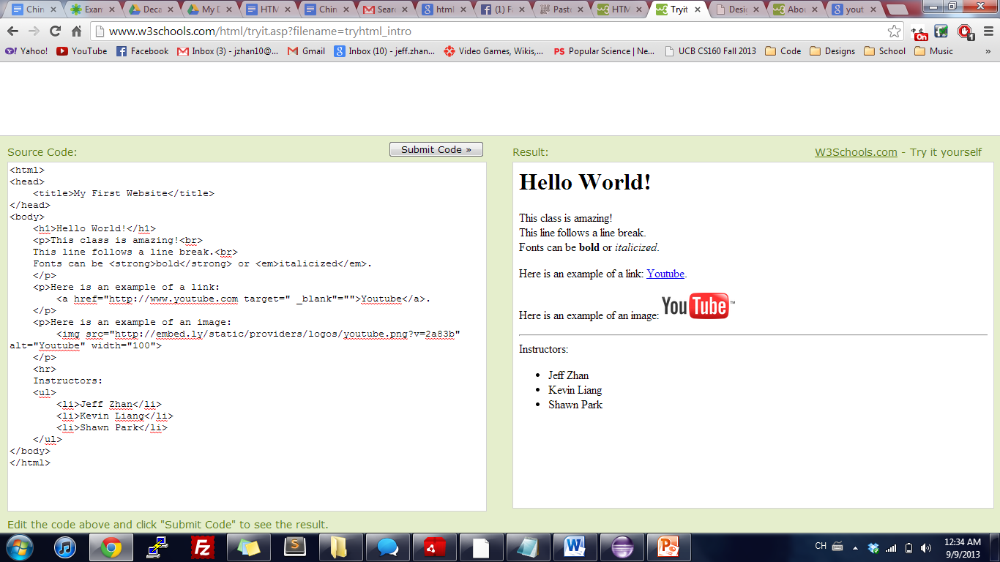 Chin
Exam
Deca
My D
HTM
Chin
Sear
html
(1) F
Paste
HTM
Tryit
Desi
Abou
yout
www.w3schools.com/html/tryit.asp?filename=tryhtml_intro
On
1
Yahoo!
YouTube
Facebook
Inbox (3) - jzhan10@...
Gmail
Inbox (10) - jeff.zhan...
Video Games, Wikis,...
PS Popular Science | Ne...
UCB CS160 Fall 2013
Code
Designs
School
Music
»
Source Code:
Submit Code »
<html>
<head>
    <title>My First Website</title>
</head>
<body>
    <h1>Hello World!</h1>
    <p>This class is amazing!<br>
    This line follows a line break.<br>
    Fonts can be <strong>bold</strong> or <em>italicized</em>.
    </p>
    <p>Here is an example of a link:
        <a href="http://www.youtube.com target=" _blank"="">Youtube</a>.
    </p>
    <p>Here is an example of an image:
        <img src="http://embed.ly/static/providers/logos/youtube.png?v=2a83b"
alt="Youtube" width="100">
    </p>
    <hr>
    Instructors:
    <ul>
        <li>Jeff Zhan</li>
        <li>Kevin Liang</li>
        <li>Shawn Park</li>
    </ul>
</body>
</html>
Edit the code above and click "Submit Code" to see the result.
Result:
W3Schools.com - Try it yourself
Hello World!
This class is amazing!
This line follows a line break.
Fonts can be bold or italicized.
Here is an example of a link: Youtube.
Here is an example of an image: YouTube™
Instructors:
• Jeff Zhan
• Kevin Liang
• Shawn Park
CH
12:34 AM
9/9/2013